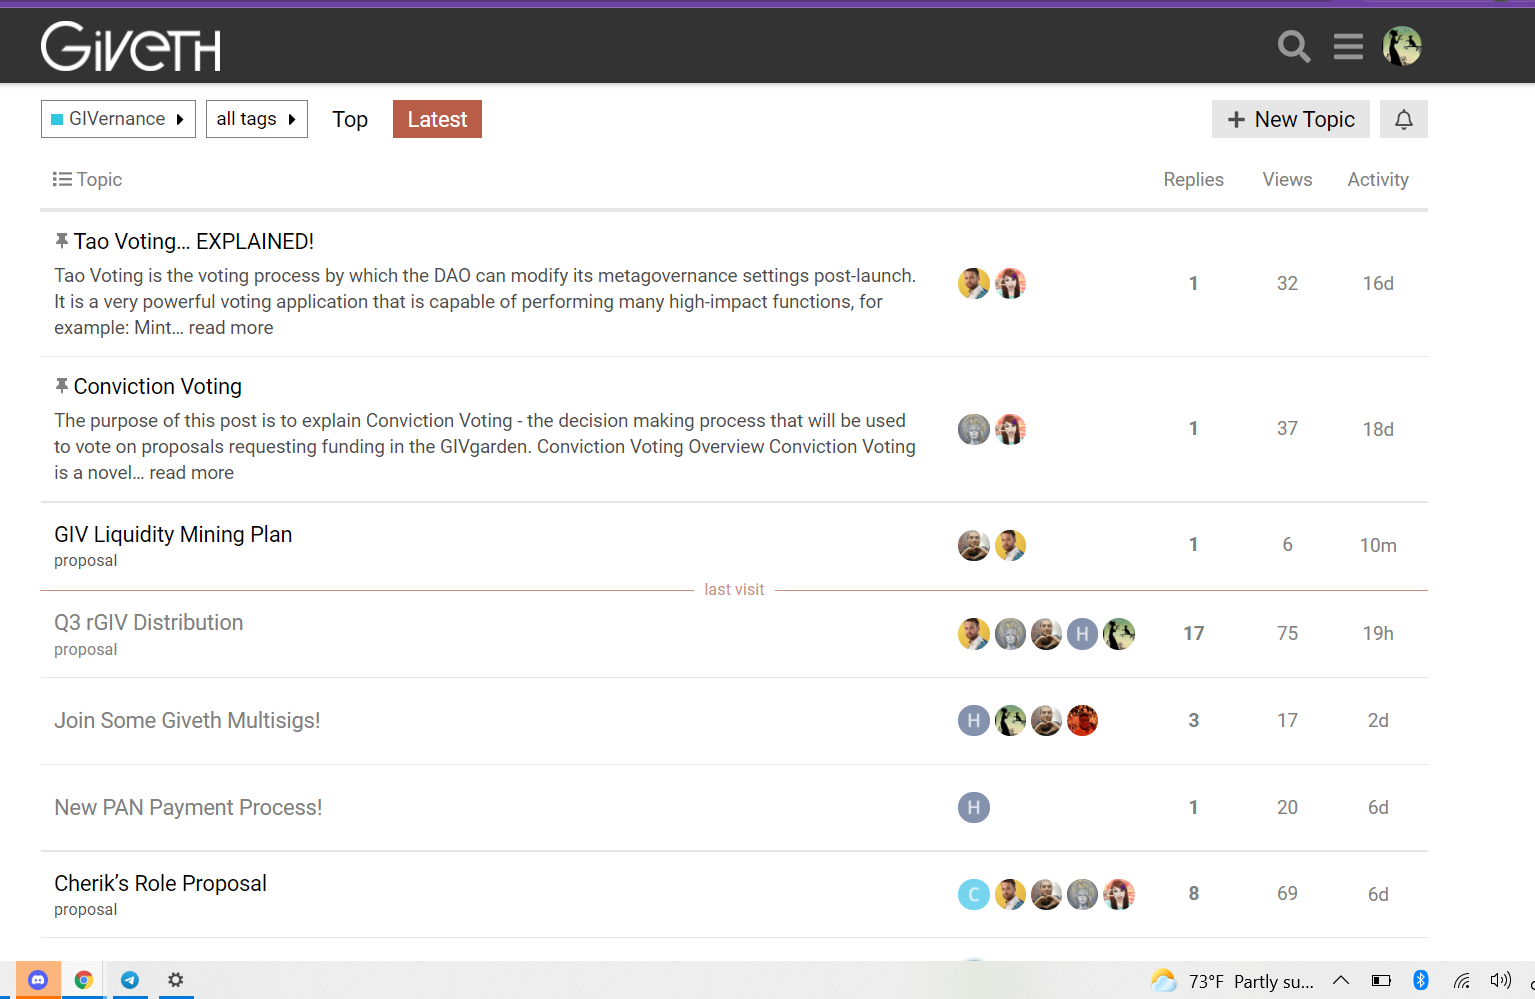 GIVETH
GIVernance
all tags
Top
Latest
+ New Topic
Topic
Replies
Views
Activity
Tao Voting… EXPLAINED!
Tao Voting is the voting process by which the DAO can modify its metagovernance settings post-launch.
It is a very powerful voting application that is capable of performing many high-impact functions, for
example: Mint… read more
1
32
16d
Conviction Voting
The purpose of this post is to explain Conviction Voting - the decision making process that will be used
to vote on proposals requesting funding in the GIVgarden. Conviction Voting Overview Conviction Voting
is a novel… read more
1
37
18d
GIV Liquidity Mining Plan
proposal
1
6
10m
last visit
Q3 rGIV Distribution
proposal
H
17
75
19h
Join Some Giveth Multisigs!
H
3
17
2d
New PAN Payment Process!
H
1
20
6d
Cherik’s Role Proposal
proposal
C
8
69
6d
73°F Partly su...